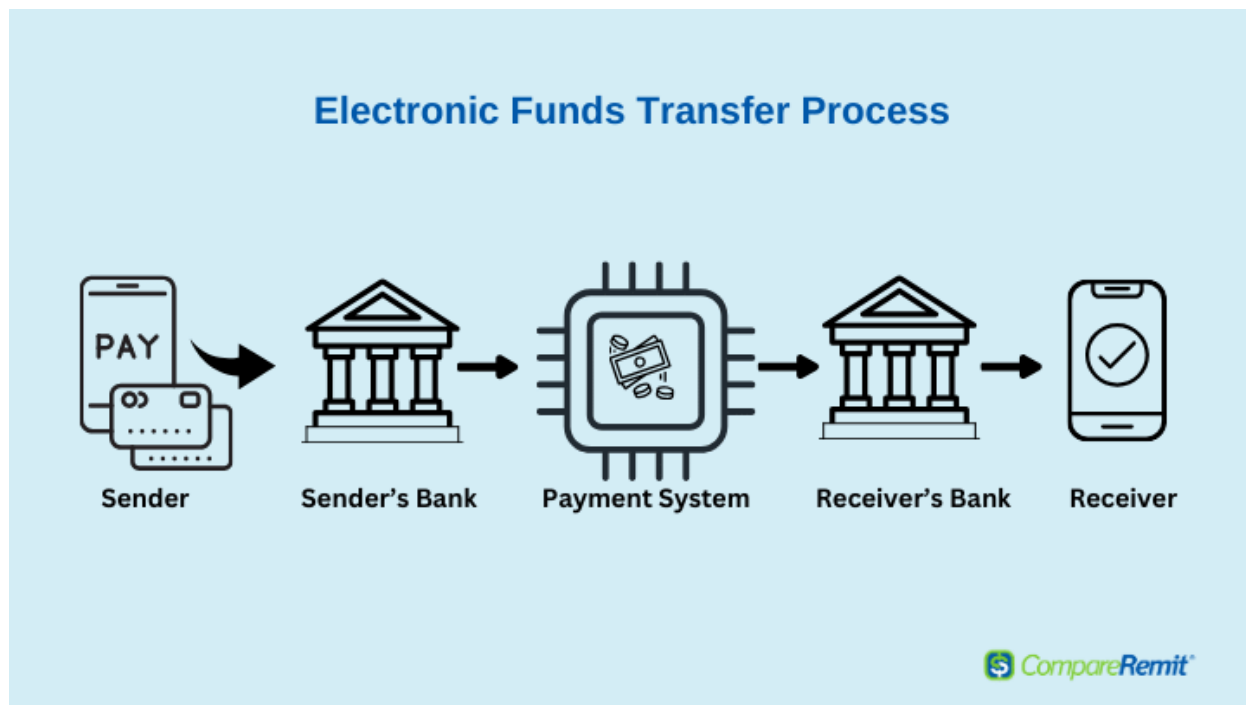 Electronic Funds Transfer Process
PAY
Sender
Sender’s Bank
Payment System
Receiver’s Bank
Receiver
CompareRemit®